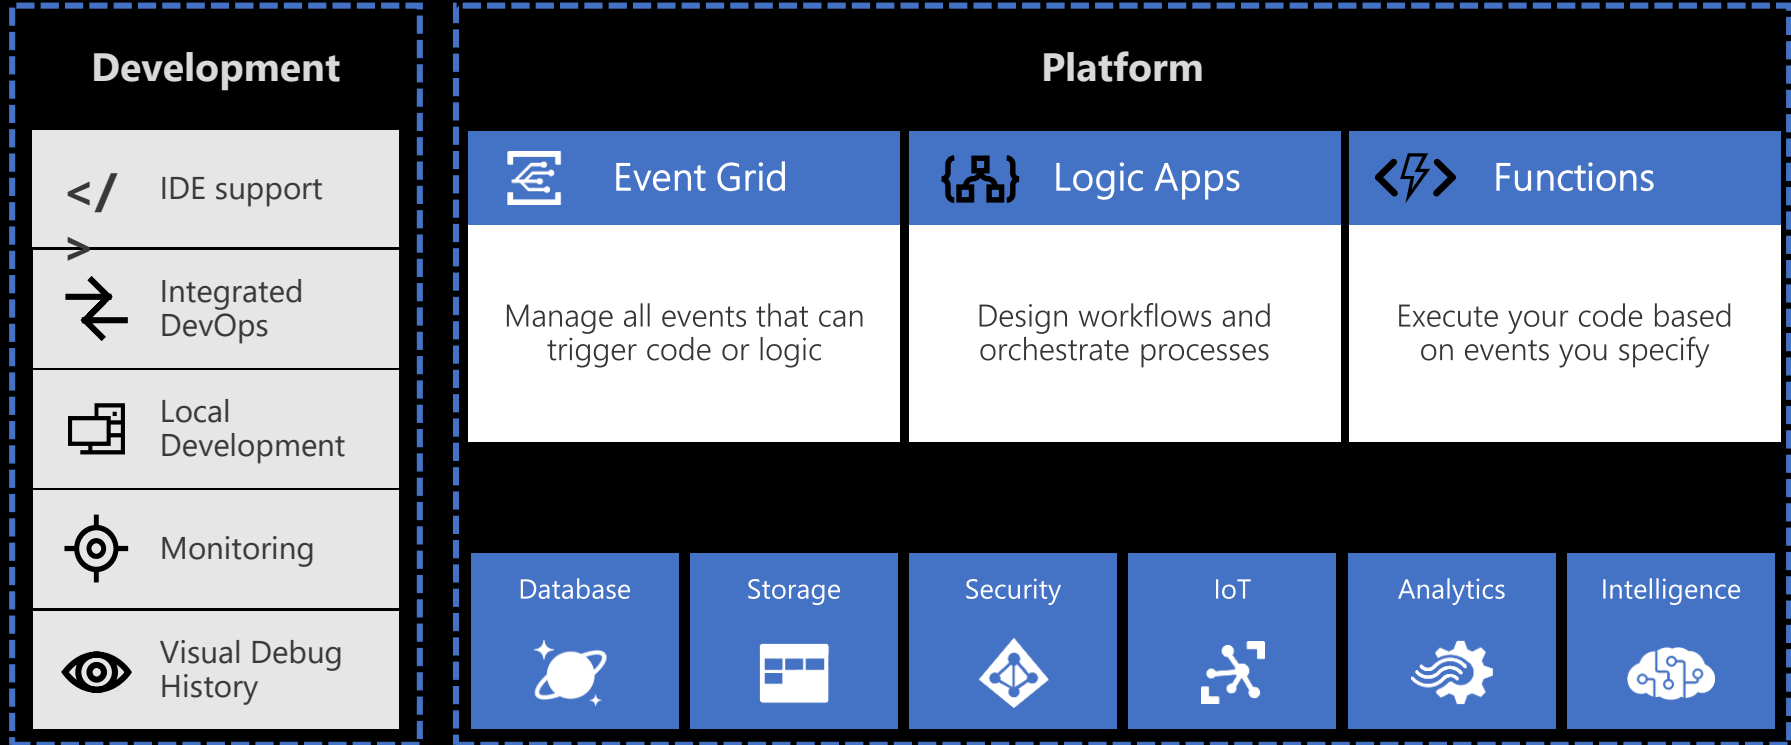 Development
</
>
IDE support
Integrated
DevOps
Local
Development
Monitoring
Visual Debug
History
Platform
Event Grid
Manage all events that can
trigger code or logic
Logic Apps
Design workflows and
orchestrate processes
Functions
Execute your code based
on events you specify
Database
Storage
Security
IoT
Analytics
Intelligence